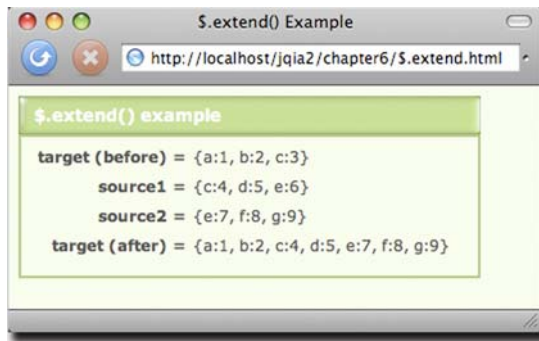 $.extend() Example
http://localhost/jqia2/chapter6/$.extend.html
$.extend() example
target (before) = {a:1, b:2, c:3}
source1 = {c:4, d:5, e:6}
source2 = {e:7, f:8, g:9}
target (after) = {a:1, b:2, c:4, d:5, e:7, f:8, g:9}